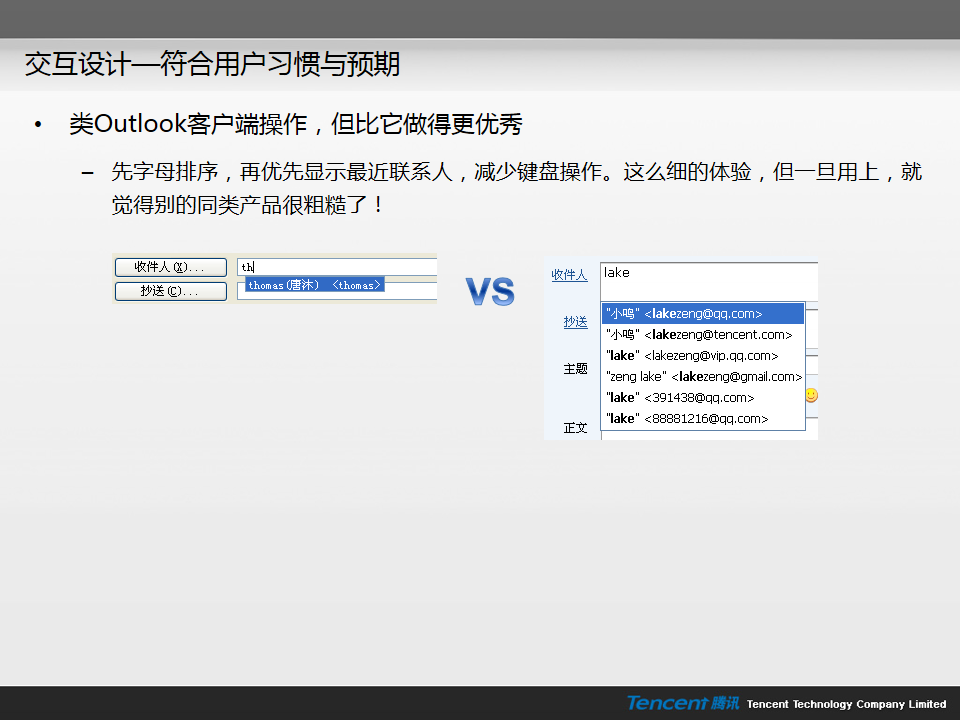 交互设计—符合用户习惯与预期
• 类Outlook客户端操作，但比它做得更优秀
– 先字母排序，再优先显示最近联系人，减少键盘操作。这么细的体验，但一旦用上，就
觉得别的同类产品很粗糙了！
收件人(X)... th
thomas(唐沐) <thomas>
抄送(C)...
VS
收件人 lake
"小鸣" <lakezeng@qq.com>
抄送
"小鸣" <lakezeng@tencent.com>
"lake" <lakezeng@vip.qq.com>
主题
"zeng lake" <lakezeng@gmail.com>
"lake" <391438@qq.com>
"lake" <88881216@qq.com>
正文
Tencent 腾讯 Tencent Technology Company Limited